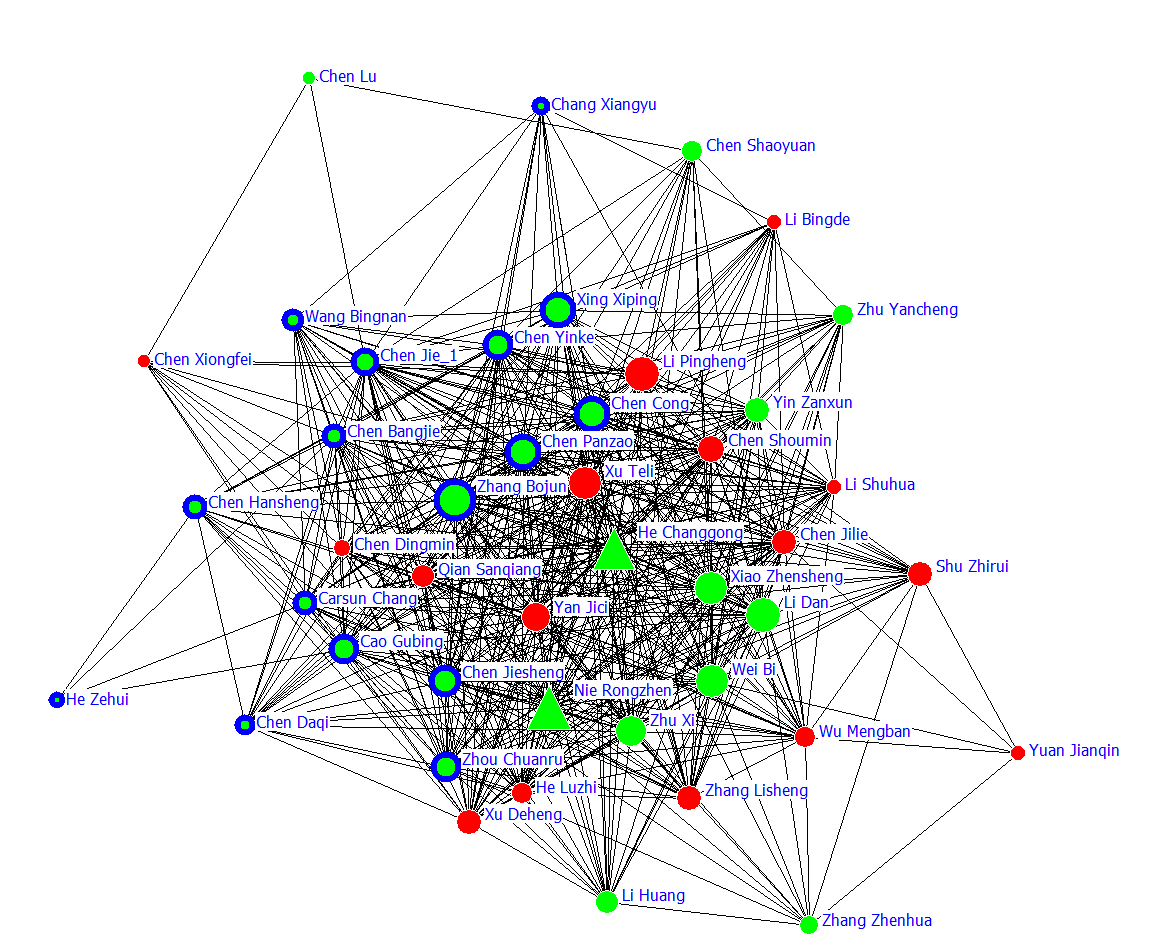 Chen Lu
Chang Xiangyu
Chen Shaoyuan
Li Bingde
Xing Xiping
Zhu Yancheng
Wang Bingnan
Chen Yinke
Chen Jie_1
Chen Xiongfei
Li Pingheng
Chen Cong
Yin Zanxun
Chen Bangjie
Chen Panzao
Chen Shoumin
Xu Teli
Zhang Bojun
Li Shuhua
Chen Hansheng
He Changgong
Chen Jilie
Chen Dingmin
Qian Sanqiang
Xiao Zhensheng
Shu Zhirui
Carsun Chang
Yan Jici
Li Dan
Cao Gubing
Chen Jiesheng
Wei Bi
Nie Rongzhen
He Zehui
Chen Daqi
Zhu Xi
Wu Mengban
Yuan Jianqin
Zhou Chuanru
He Luzhi
Zhang Lisheng
Xu Deheng
Li Huang
Zhang Zhenhua